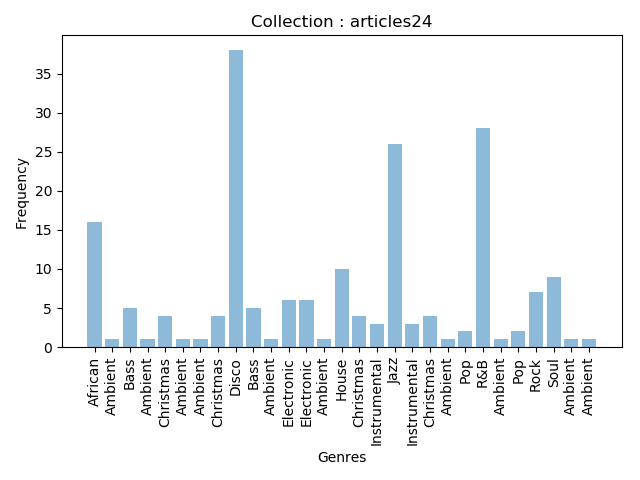 Collection : articles24
Frequency
35
30
25
20
15
10
5
0
African
Ambient
Bass
Ambient
Christmas
Ambient
Ambient
Christmas
Disco
Bass
Ambient
Electronic
Electronic
Ambient
House
Christmas
Instrumental
Jazz
Instrumental
Christmas
Ambient
Pop
R&B
Ambient
Pop
Rock
Soul
Ambient
Ambient
Genres